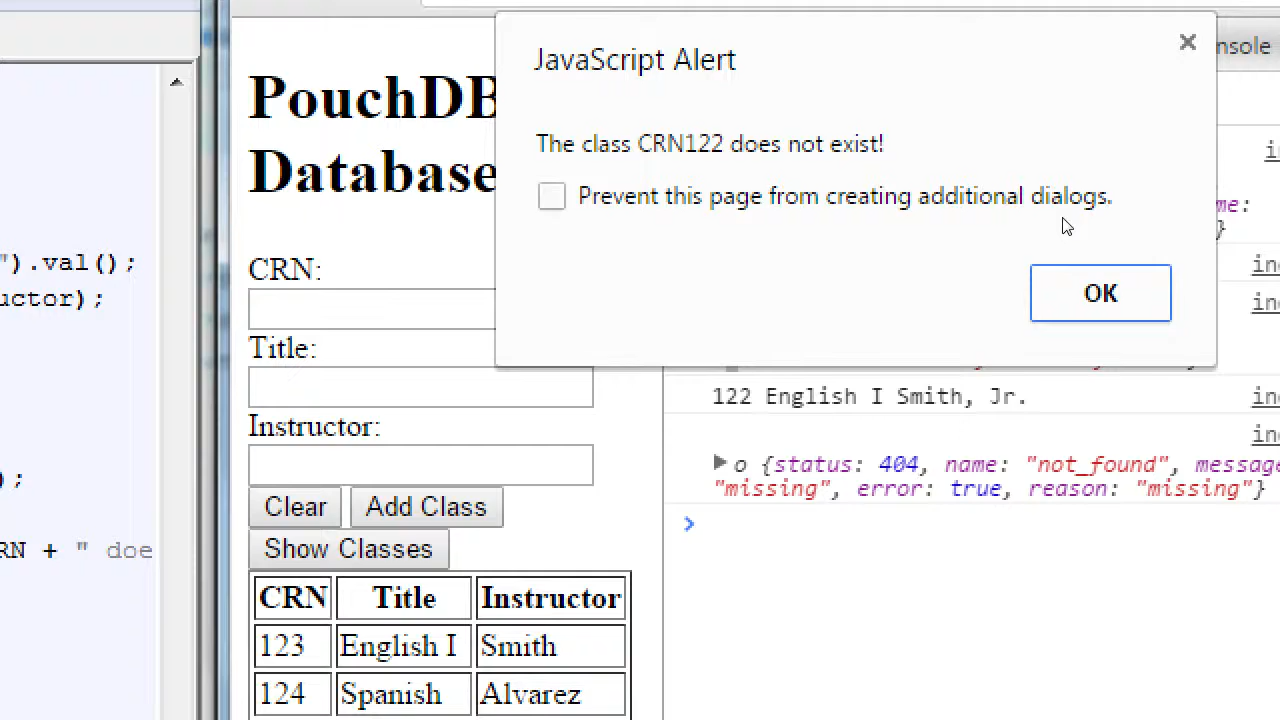 ").val();
uctor);
);
RN + " doe
PouchDB
Database
CRN:
Title:
Instructor:
Clear
Add Class
Show Classes
CRN Title Instructor
123 English I Smith
124 Spanish Alvarez
JavaScript Alert
The class CRN122 does not exist!
Prevent this page from creating additional dialogs.
OK
nsole
me:
}
122 English I Smith, Jr.
o {status: 404, name: "not_found", message
"missing", error: true, reason: "missing"}